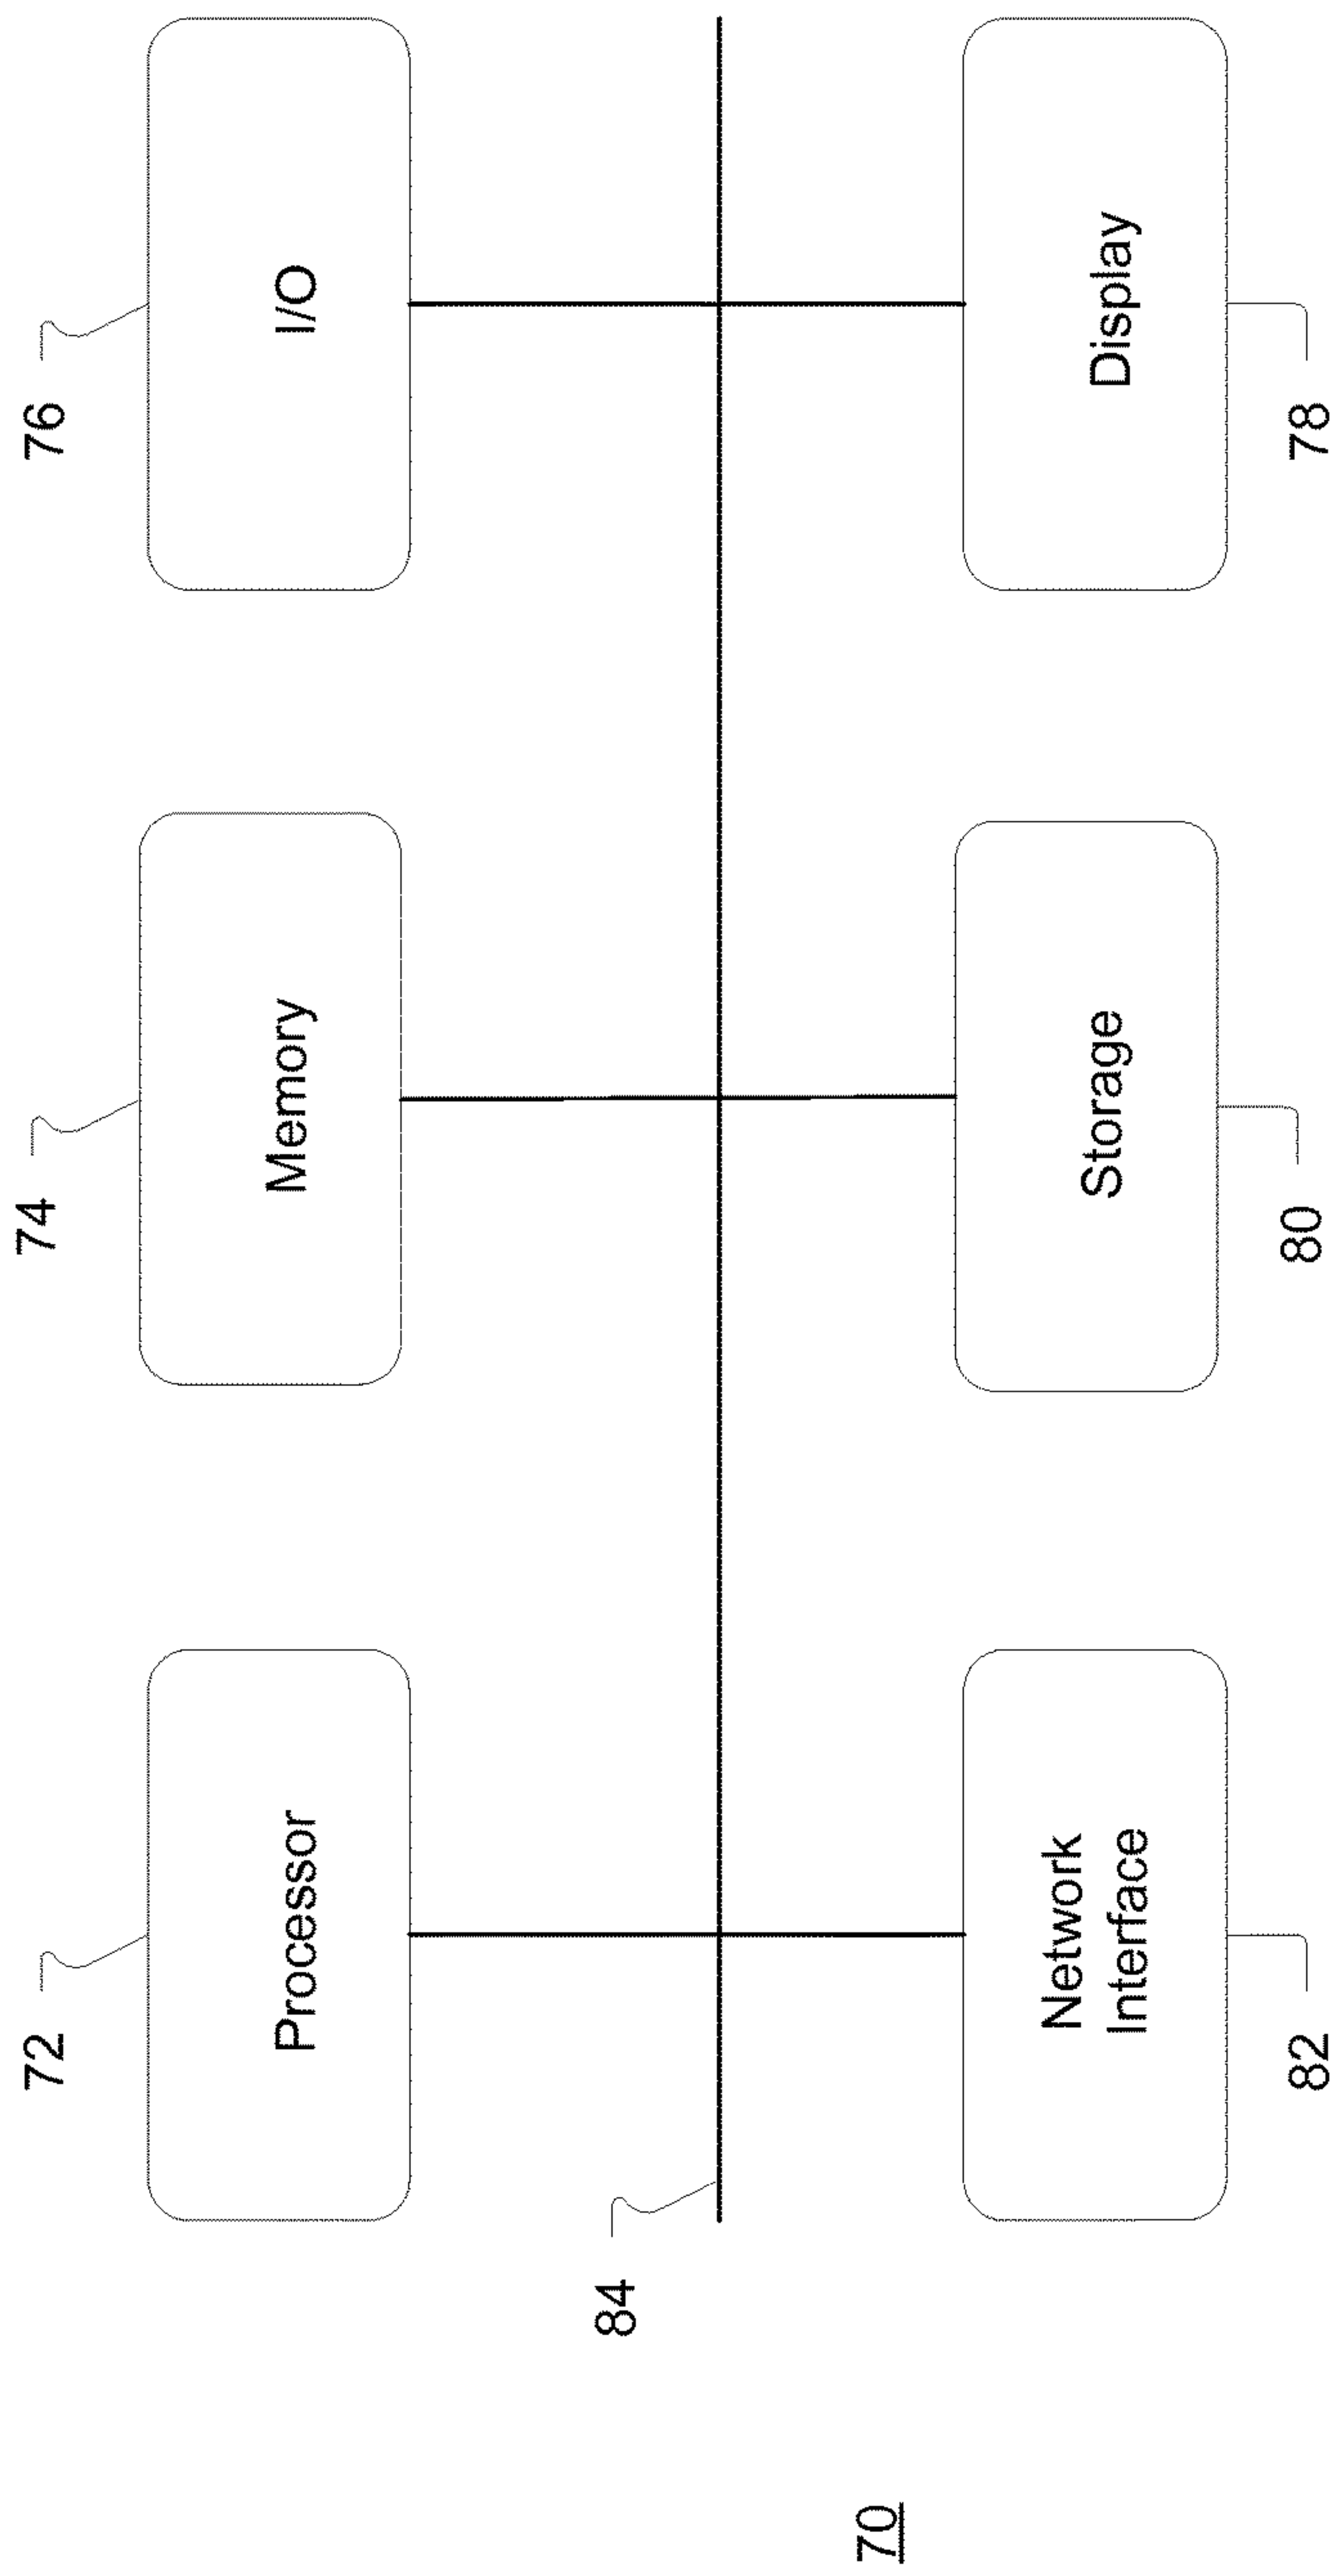 72
Processor
74
Memory
76
I/O
84
Network
Interface
82
Storage
80
Display
78
70